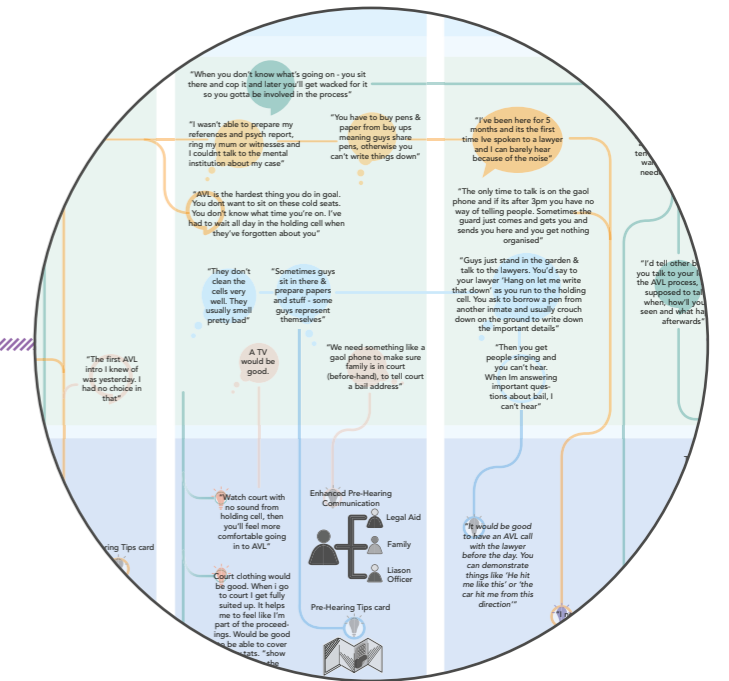 "When you don't know what's going on - you sit
there and cop it and later you'll get wacked for it
so you gotta be involved in the process"
"I wasn't able to prepare my
references and psych report,
ring my mum or witnesses and
I couldnt talk to the mental
institution about my case"
"You have to buy pens &
paper from buy ups
meaning guys share
pens, otherwise you
can't write things down"
"I've been here for 5
months and its the first
time Ive spoken to a lawyer
and I can barely hear
because of the noise"
"AVL is the hardest thing you do in goal.
You dont want to sit on these cold seats.
You don't know what time you're on. I've
had to wait all day in the holding cell when
they've forgotten about you"
"The only time to talk is on the gaol
phone and if its after 3pm you have no
way of telling people. Sometimes the
guard just comes and gets you and
sends you here and you get nothing
organised"
"They don't
clean the
cells very
well. They
usually smell
pretty bad"
"Sometimes guys
sit in there &
prepare papers
and stuff - some
guys represent
themselves"
"Guys just stand in the garden &
talk to the lawyers. You'd say to
your lawyer 'Hang on let me write
that down' as you run to the holding
cell. You ask to borrow a pen from
another inmate and usually crouch
down on the ground to write down
the important details"
"I'd tell other b
you talk to your l
the AVL process,
supposed to tal
when, how'll you
seen and what ha
afterwards"
"The first AVL
intro I knew of
was yesterday. I
had no choice in
that"
A TV
would be
good.
"We need something like a
gaol phone to make sure
family is in court
(before-hand), to tell court
a bail address"
"Then you get
people singing and
you can't hear.
When Im answering
important ques-
tions about bail, I
can't hear"
ring Tips card
"Watch court with
no sound from
holding cell, then
you'll feel more
comfortable going
in to AVL"
Court clothing would
be good. When i go
to court I get fully
suited up. It helps
me to feel like I'm
part of the proceed-
ings. Would be good
be able to cover
tats. "show
the
Enhanced Pre-Hearing
Communication
Legal Aid
Family
Liason
Officer
Pre-Hearing Tips card
"It would be good
to have an AVL call
with the lawyer
before the day. You
can demonstrate
things like 'He hit
me like this' or 'the
car hit me from this
direction'"